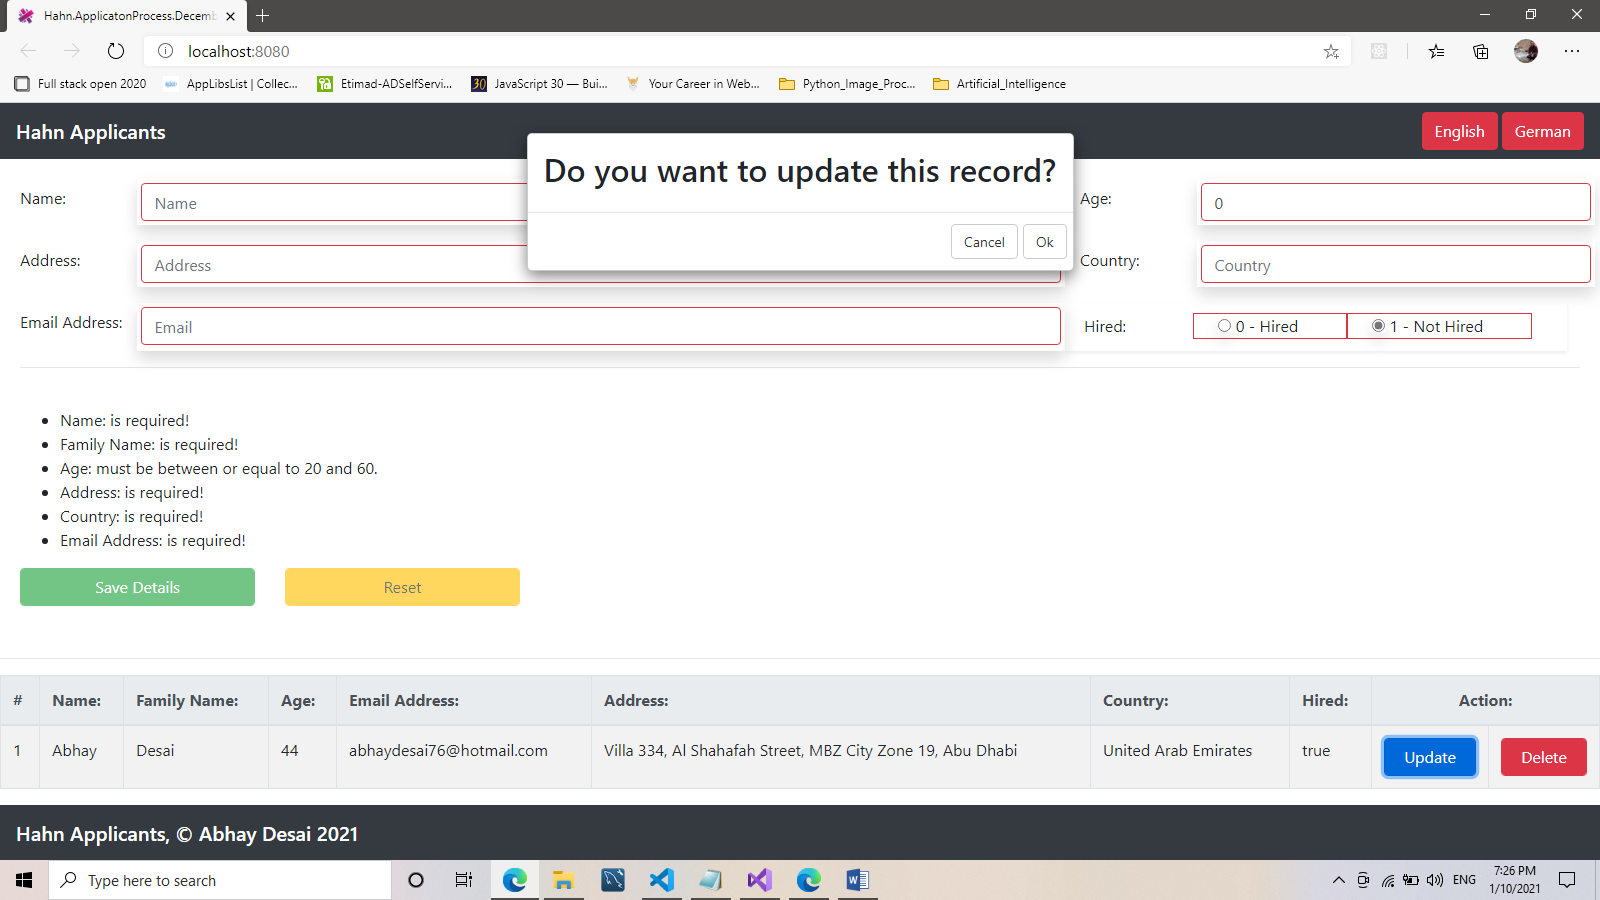 Hahn.ApplicatonProcess.Decemb
localhost:8080
Full stack open 2020 AppLibsList | Collec... Etimad-ADSelfServi... 30 JavaScript 30 — Bui... Your Career in Web... Python_Image_Proc... Artificial_Intelligence
Hahn Applicants English German
Do you want to update this record?
Cancel Ok
Name: Name Age: 0
Address: Address Country: Country
Email Address: Email Hired: 0 - Hired 1 - Not Hired
Name: is required!
Family Name: is required!
Age: must be between or equal to 20 and 60.
Address: is required!
Country: is required!
Email Address: is required!
Save Details Reset
# Name: Family Name: Age: Email Address: Address: Country: Hired: Action:
1 Abhay Desai 44 abhaydesai76@hotmail.com Villa 334, Al Shahafah Street, MBZ City Zone 19, Abu Dhabi United Arab Emirates true Update Delete
Hahn Applicants, © Abhay Desai 2021
Type here to search ENG 7:26 PM
1/10/2021